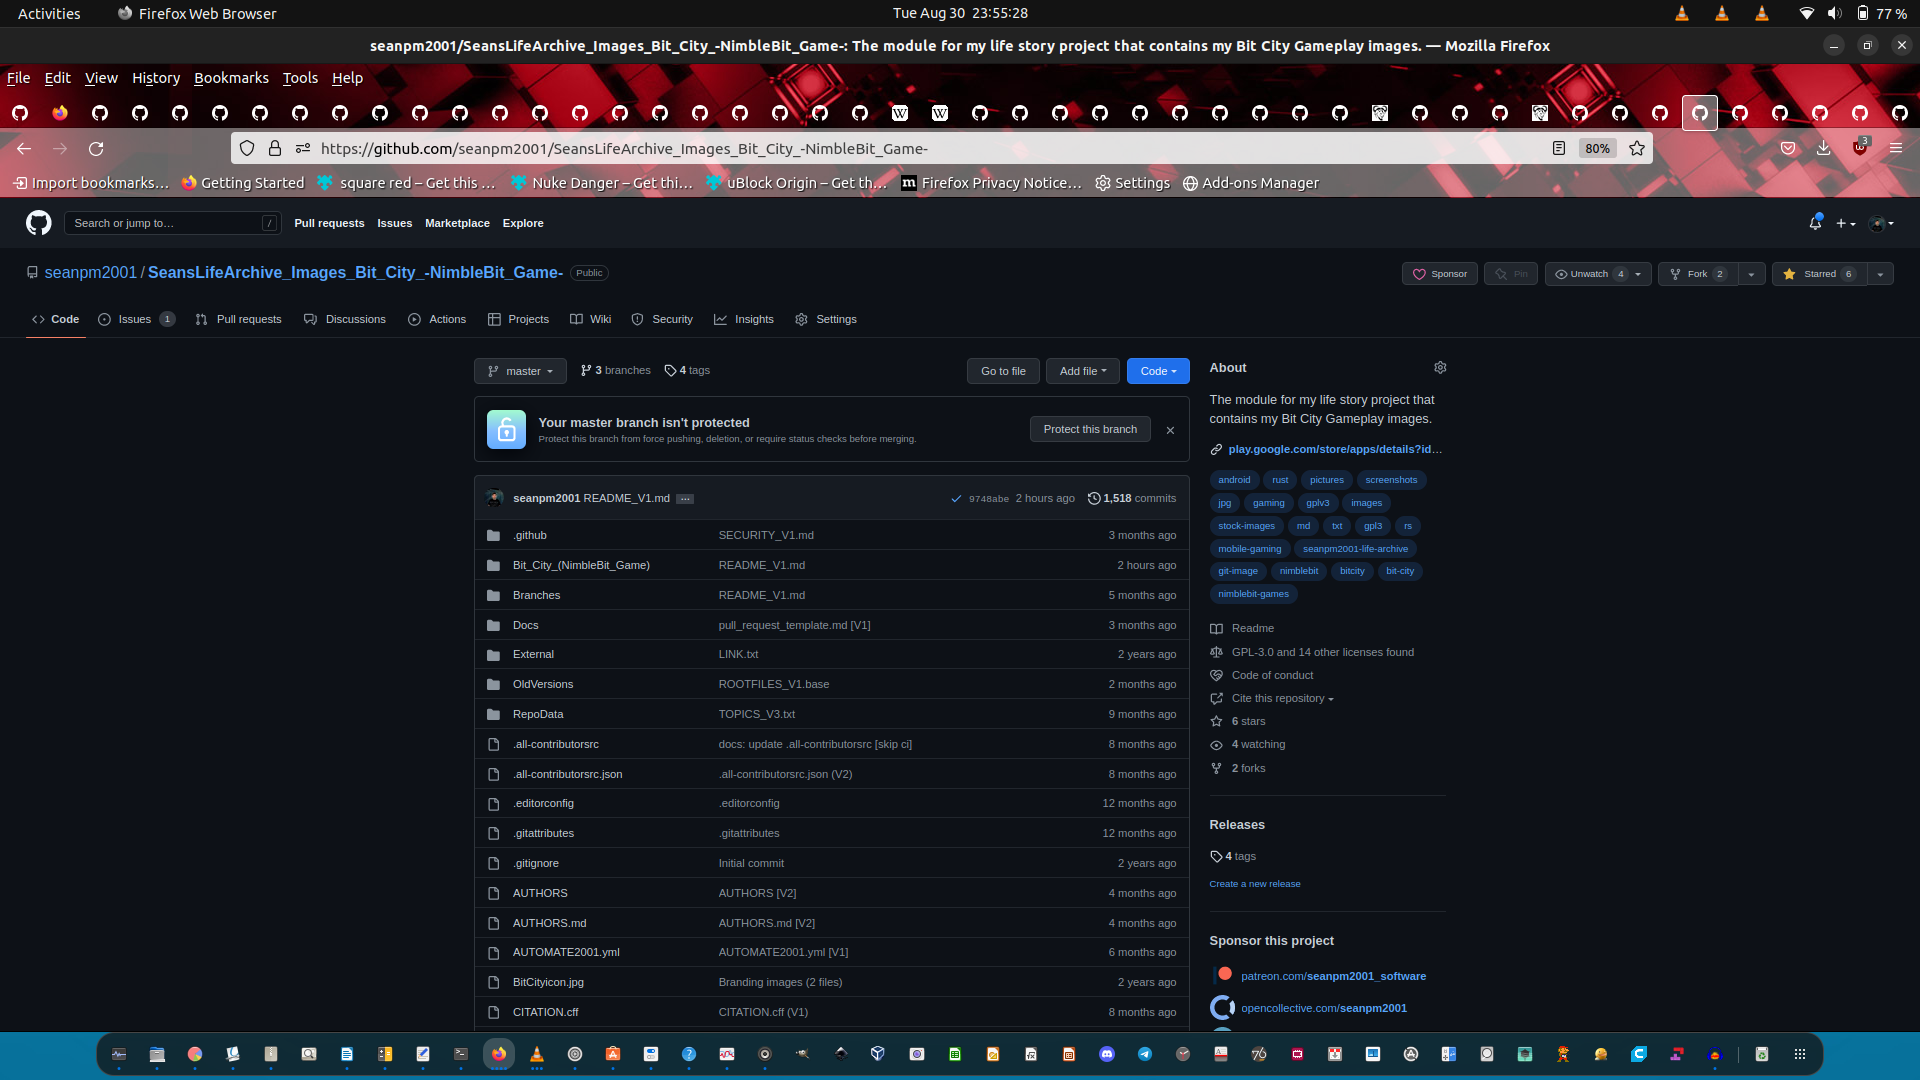 Activities
Firefox Web Browser
Tue Aug 30 23:55:28
77 %
seanpm2001/SeansLifeArchive_Images_Bit_City_-NimbleBit_Game-: The module for my life story project that contains my Bit City Gameplay images. — Mozilla Firefox
File Edit View History Bookmarks Tools Help
https://github.com/seanpm2001/SeansLifeArchive_Images_Bit_City_-NimbleBit_Game-
80%
3
Import bookmarks… Getting Started square red – Get this … Nuke Danger – Get thi… uBlock Origin – Get th… Firefox Privacy Notice… Settings Add-ons Manager
Search or jump to… /
Pull requests Issues Marketplace Explore
seanpm2001 / SeansLifeArchive_Images_Bit_City_-NimbleBit_Game- Public
Sponsor Pin Unwatch 4 Fork 2 Starred 6
Code Issues 1 Pull requests Discussions Actions Projects Wiki Security Insights Settings
master 3 branches 4 tags
Go to file Add file Code
Your master branch isn't protected
Protect this branch from force pushing, deletion, or require status checks before merging.
Protect this branch
seanpm2001 README_V1.md … 9748abe 2 hours ago 1,518 commits
.github SECURITY_V1.md 3 months ago
Bit_City_(NimbleBit_Game) README_V1.md 2 hours ago
Branches README_V1.md 5 months ago
Docs pull_request_template.md [V1] 3 months ago
External LINK.txt 2 years ago
OldVersions ROOTFILES_V1.base 2 months ago
RepoData TOPICS_V3.txt 9 months ago
.all-contributorsrc docs: update .all-contributorsrc [skip ci] 8 months ago
.all-contributorsrc.json .all-contributorsrc.json (V2) 8 months ago
.editorconfig .editorconfig 12 months ago
.gitattributes .gitattributes 12 months ago
.gitignore Initial commit 2 years ago
AUTHORS AUTHORS [V2] 4 months ago
AUTHORS.md AUTHORS.md [V2] 4 months ago
AUTOMATE2001.yml AUTOMATE2001.yml [V1] 6 months ago
BitCityicon.jpg Branding images (2 files) 2 years ago
CITATION.cff CITATION.cff (V1) 8 months ago
About
The module for my life story project that
contains my Bit City Gameplay images.
play.google.com/store/apps/details?id…
android rust pictures screenshots
jpg gaming gplv3 images
stock-images md txt gpl3 rs
mobile-gaming seanpm2001-life-archive
git-image nimblebit bitcity bit-city
nimblebit-games
Readme
GPL-3.0 and 14 other licenses found
Code of conduct
Cite this repository
6 stars
4 watching
2 forks
Releases
4 tags
Create a new release
Sponsor this project
patreon.com/seanpm2001_software
opencollective.com/seanpm2001